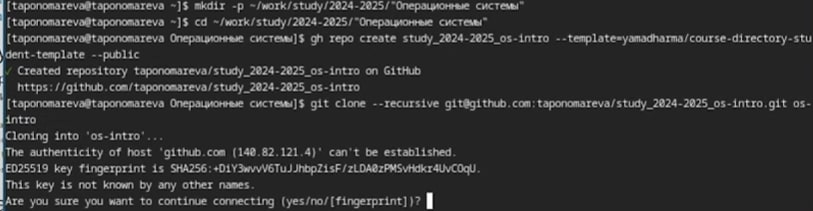 [taponomareva@taponomareva ~]$ mkdir -p ~/work/study/2024-2025/"Операционные системы"
[taponomareva@taponomareva ~]$ cd ~/work/study/2024-2025/"Операционные системы"
[taponomareva@taponomareva Операционные системы]$ gh repo create study_2024-2025_os-intro --template=yamadharma/course-directory-stu
dent-template --public
✓ Created repository taponomareva/study_2024-2025_os-intro on GitHub
https://github.com/taponomareva/study_2024-2025_os-intro
[taponomareva@taponomareva Операционные системы]$ git clone --recursive git@github.com:taponomareva/study_2024-2025_os-intro.git os-
intro
Cloning into 'os-intro'...
The authenticity of host 'github.com (140.82.121.4)' can't be established.
ED25519 key fingerprint is SHA256:+DiY3wvvV6TuJJhbpZisF/zLDA0zPMSvHdkr4UvCOqU.
This key is not known by any other names.
Are you sure you want to continue connecting (yes/no/[fingerprint])?